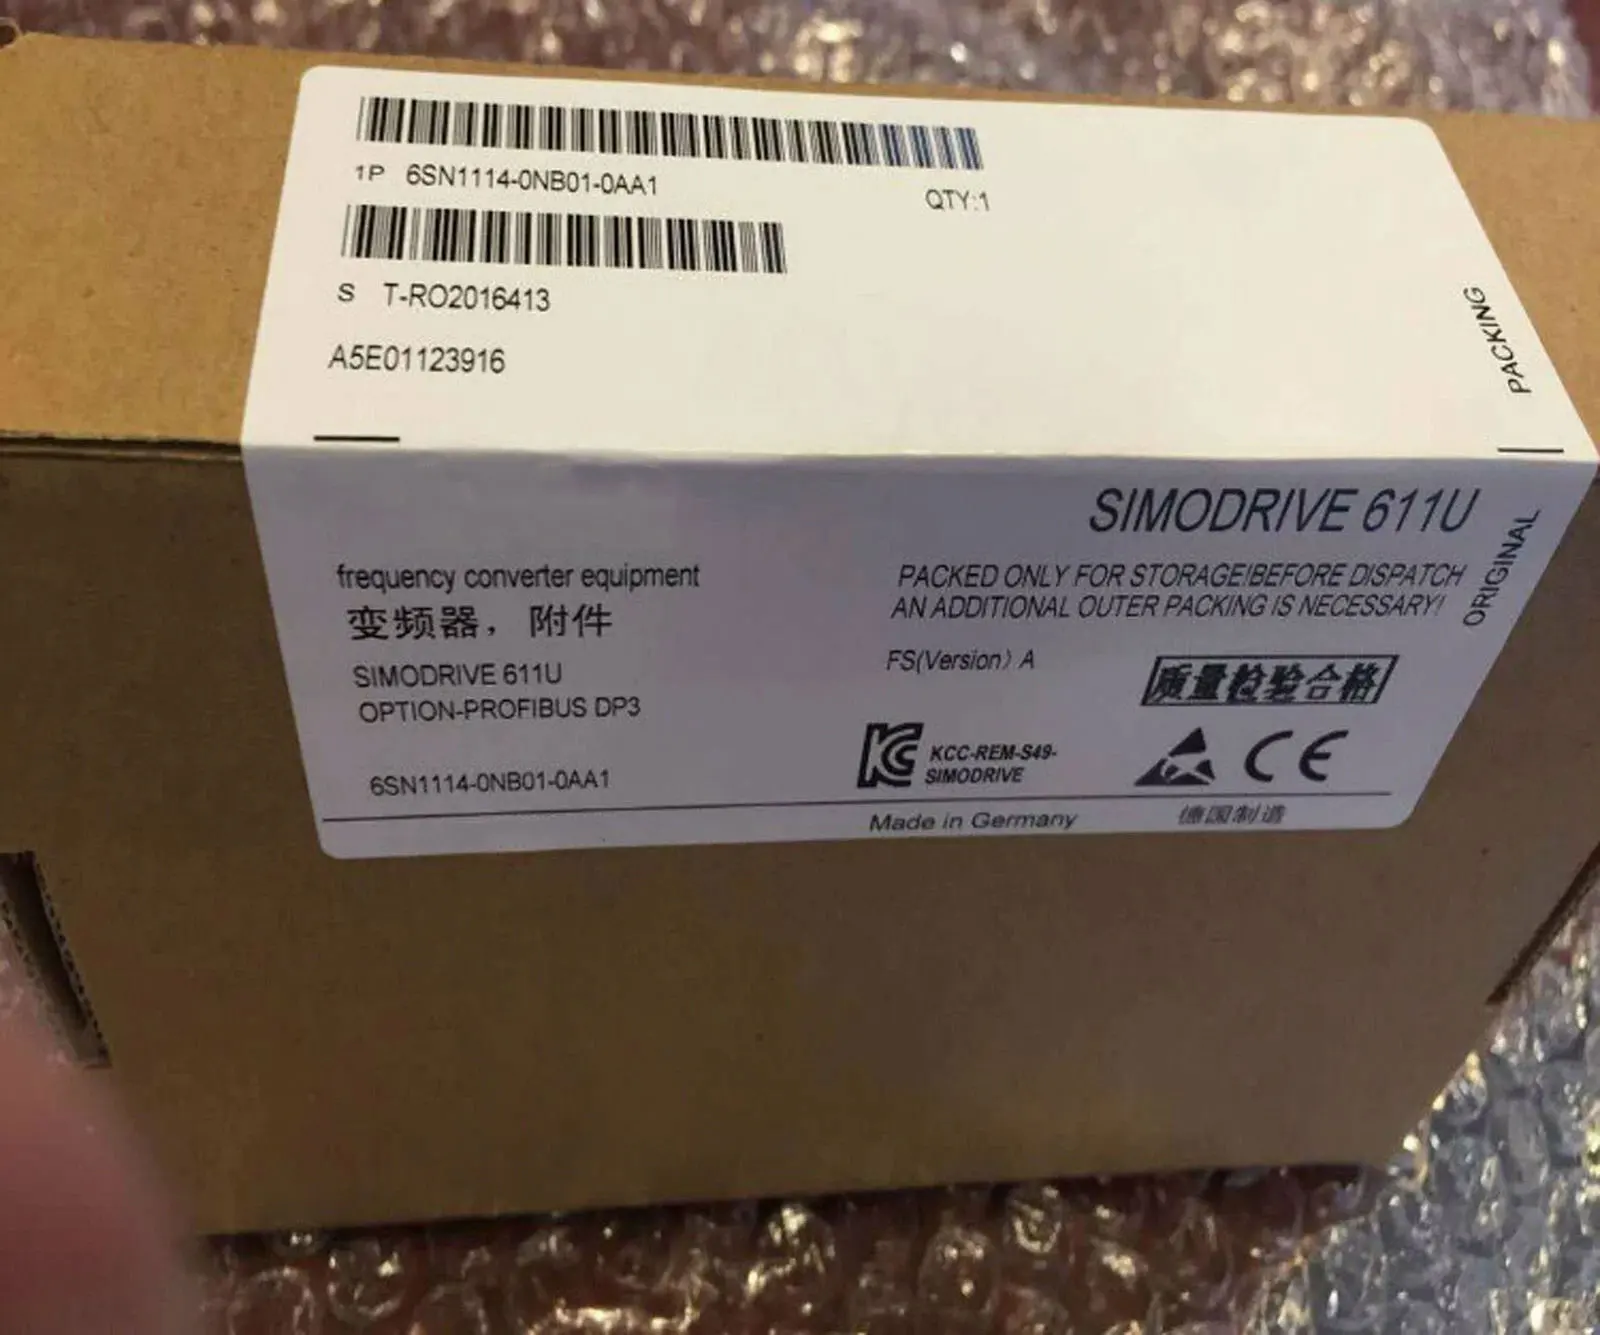 1P 6SN1114-0NB01-0AA1
QTY:1
S T-RO2016413
A5E01123916
PACKING
ORIGINAL
SIMODRIVE 611U
frequency converter equipment
变频器，附件
SIMODRIVE 611U
OPTION-PROFIBUS DP3
6SN1114-0NB01-0AA1
PACKED ONLY FOR STORAGE/BEFORE DISPATCH
AN ADDITIONAL OUTER PACKING IS NECESSARY!
FS(Version）A
质量检验合格
KC
KCC-REM-S49-
SIMODRIVE
CE
Made in Germany
德国制造